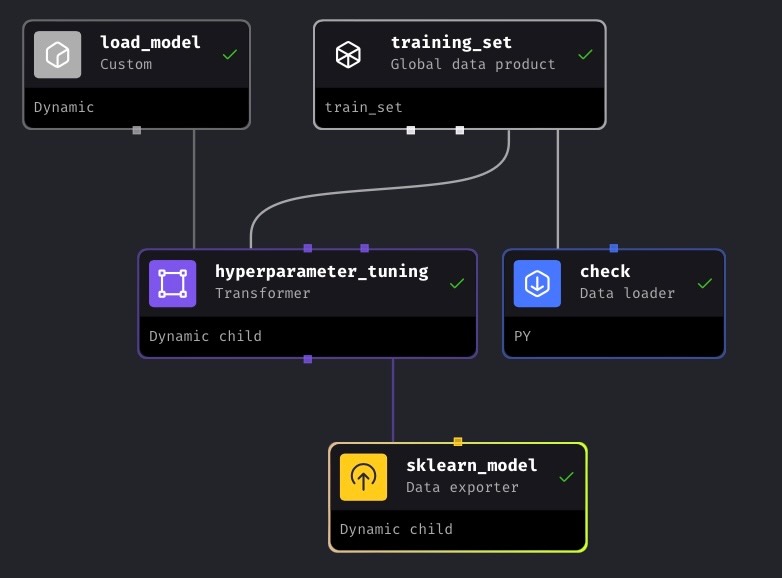 load_model
Custom
Dynamic
training_set
Global data product
train_set
hyperparameter_tuning
Transformer
Dynamic child
check
Data loader
PY
sklearn_model
Data exporter
Dynamic child